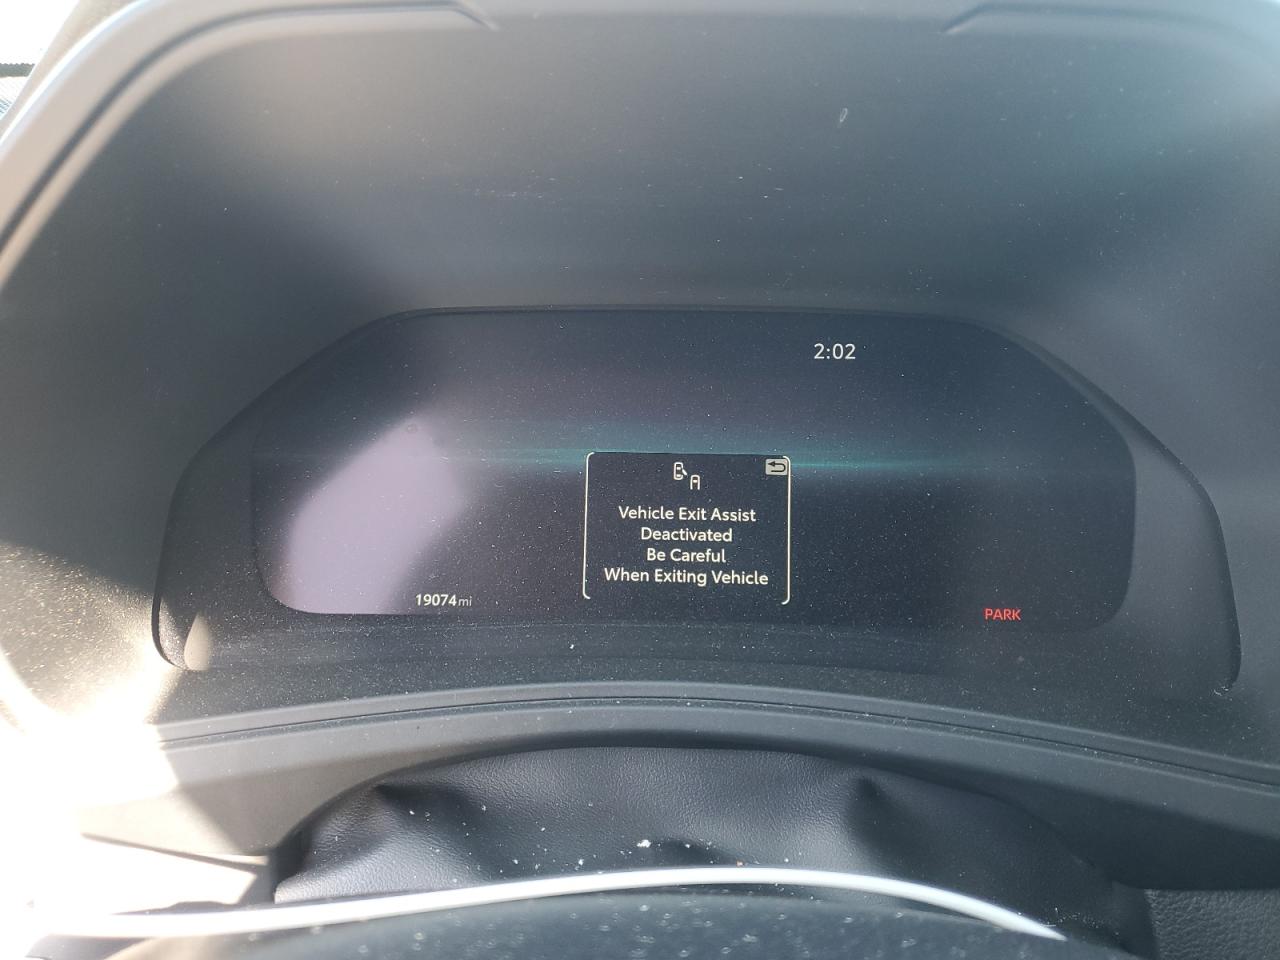 2:02
Vehicle Exit Assist
Deactivated
Be Careful
When Exiting Vehicle
19074mi
PARK